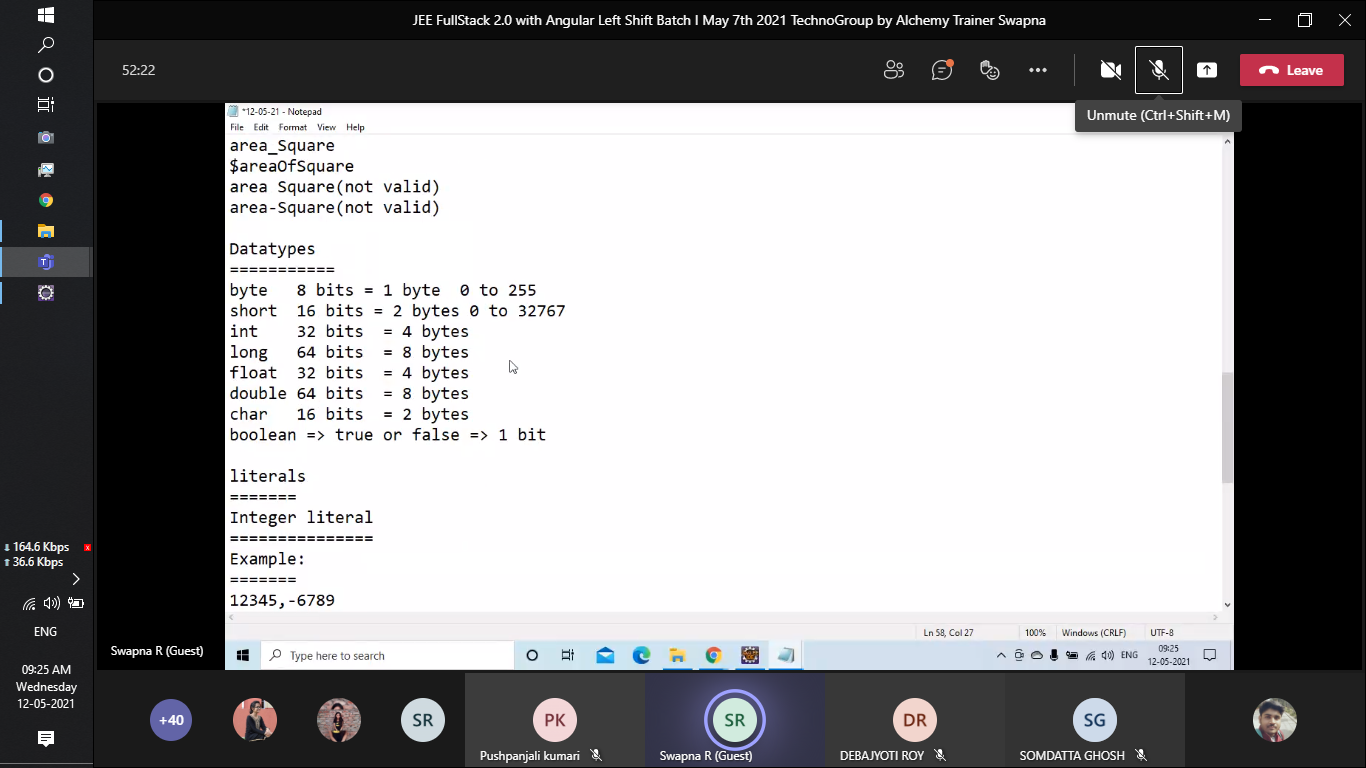 JEE FullStack 2.0 with Angular Left Shift Batch I May 7th 2021 TechnoGroup by Alchemy Trainer Swapna
52:22
Leave
Unmute (Ctrl+Shift+M)
*12-05-21 - Notepad
File Edit Format View Help
area_Square
$areaOfSquare
area Square(not valid)
area-Square(not valid)
Datatypes
===========
byte 8 bits = 1 byte 0 to 255
short 16 bits = 2 bytes 0 to 32767
int 32 bits = 4 bytes
long 64 bits = 8 bytes
float 32 bits = 4 bytes
double 64 bits = 8 bytes
char 16 bits = 2 bytes
boolean => true or false => 1 bit
literals
=======
Integer literal
===============
Example:
=======
12345,-6789
Ln 58, Col 27 100% Windows (CRLF) UTF-8
Type here to search
ENG
09:25
12-05-2021
Swapna R (Guest)
164.6 Kbps x
36.6 Kbps
ENG
09:25 AM
Wednesday
12-05-2021
+40
SR
PK
Pushpanjali kumari
SR
Swapna R (Guest)
DR
DEBAJYOTI ROY
SG
SOMDATTA GHOSH